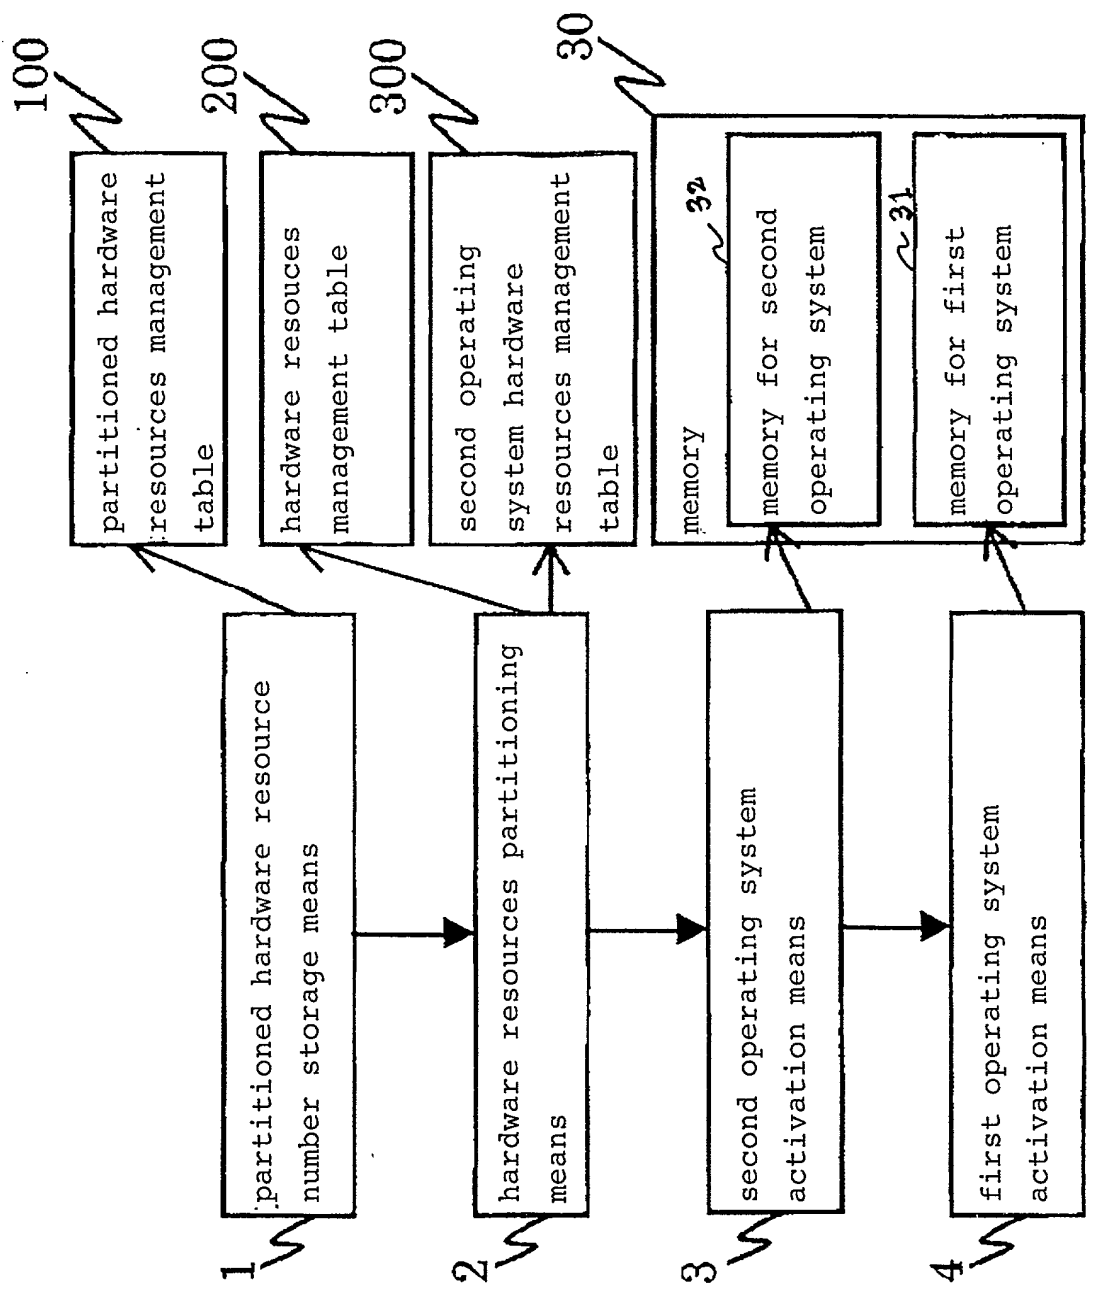 1
partitioned hardware resource
number storage means
100
partitioned hardware
resources management
table
2
hardware resources partitioning
means
200
hardware resouces
management table
300
second operating
system hardware
resources management
table
3
second operating system
activation means
30
memory
32
memory for second
operating system
4
first operating system
activation means
31
memory for first
operating system